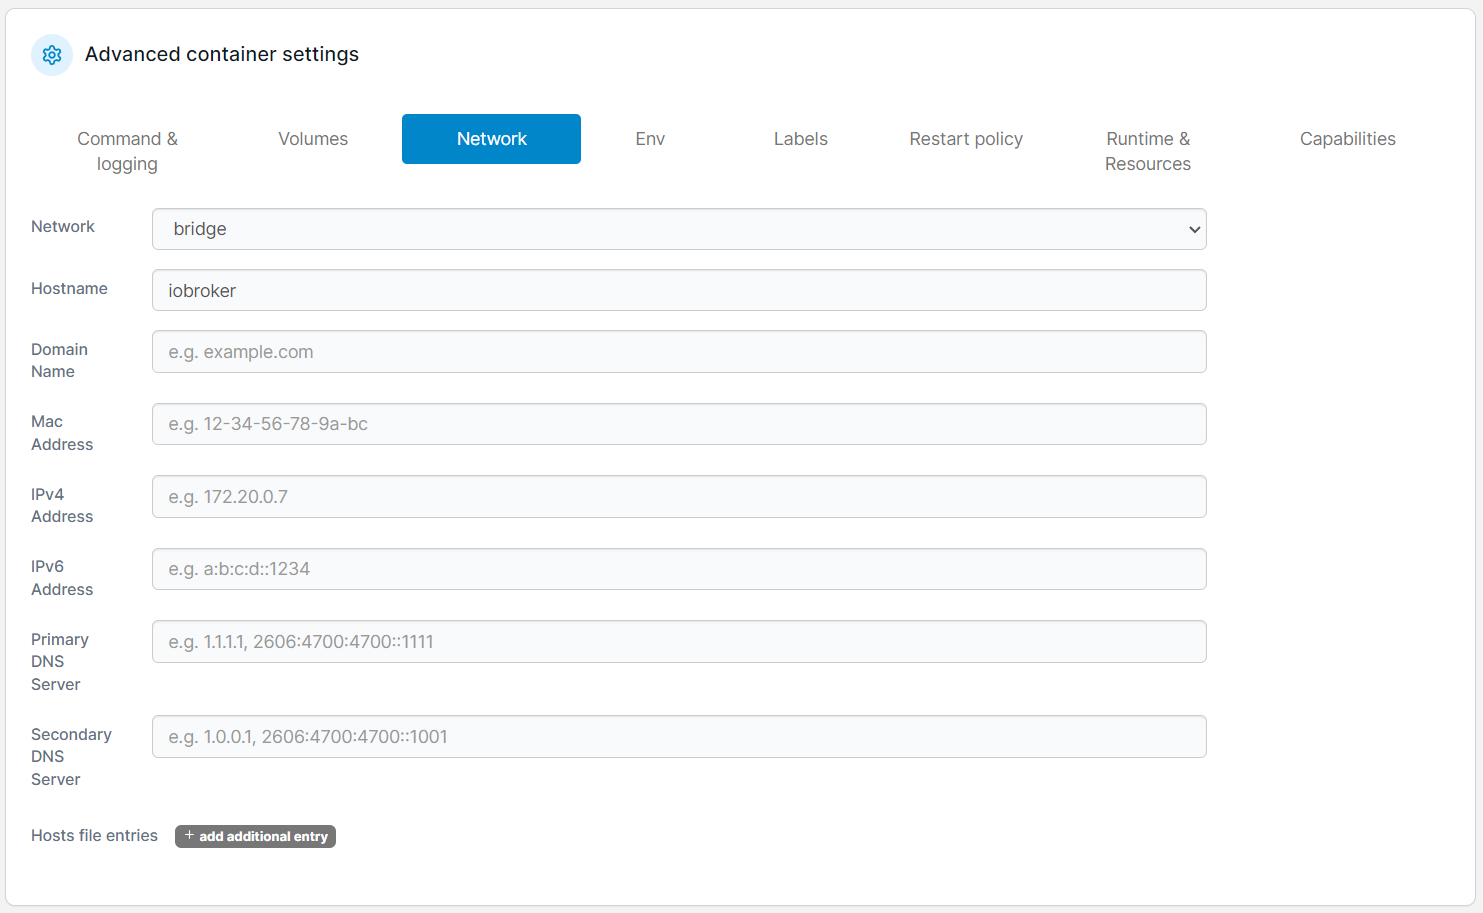 Advanced container settings
Command &
logging
Volumes
Network
Env
Labels
Restart policy
Runtime &
Resources
Capabilities
Network
bridge
Hostname
iobroker
Domain
Name
e.g. example.com
Mac
Address
e.g. 12-34-56-78-9a-bc
IPv4
Address
e.g. 172.20.0.7
IPv6
Address
e.g. a:b:c:d::1234
Primary
DNS
Server
e.g. 1.1.1.1, 2606:4700:4700::1111
Secondary
DNS
Server
e.g. 1.0.0.1, 2606:4700:4700::1001
Hosts file entries
+ add additional entry